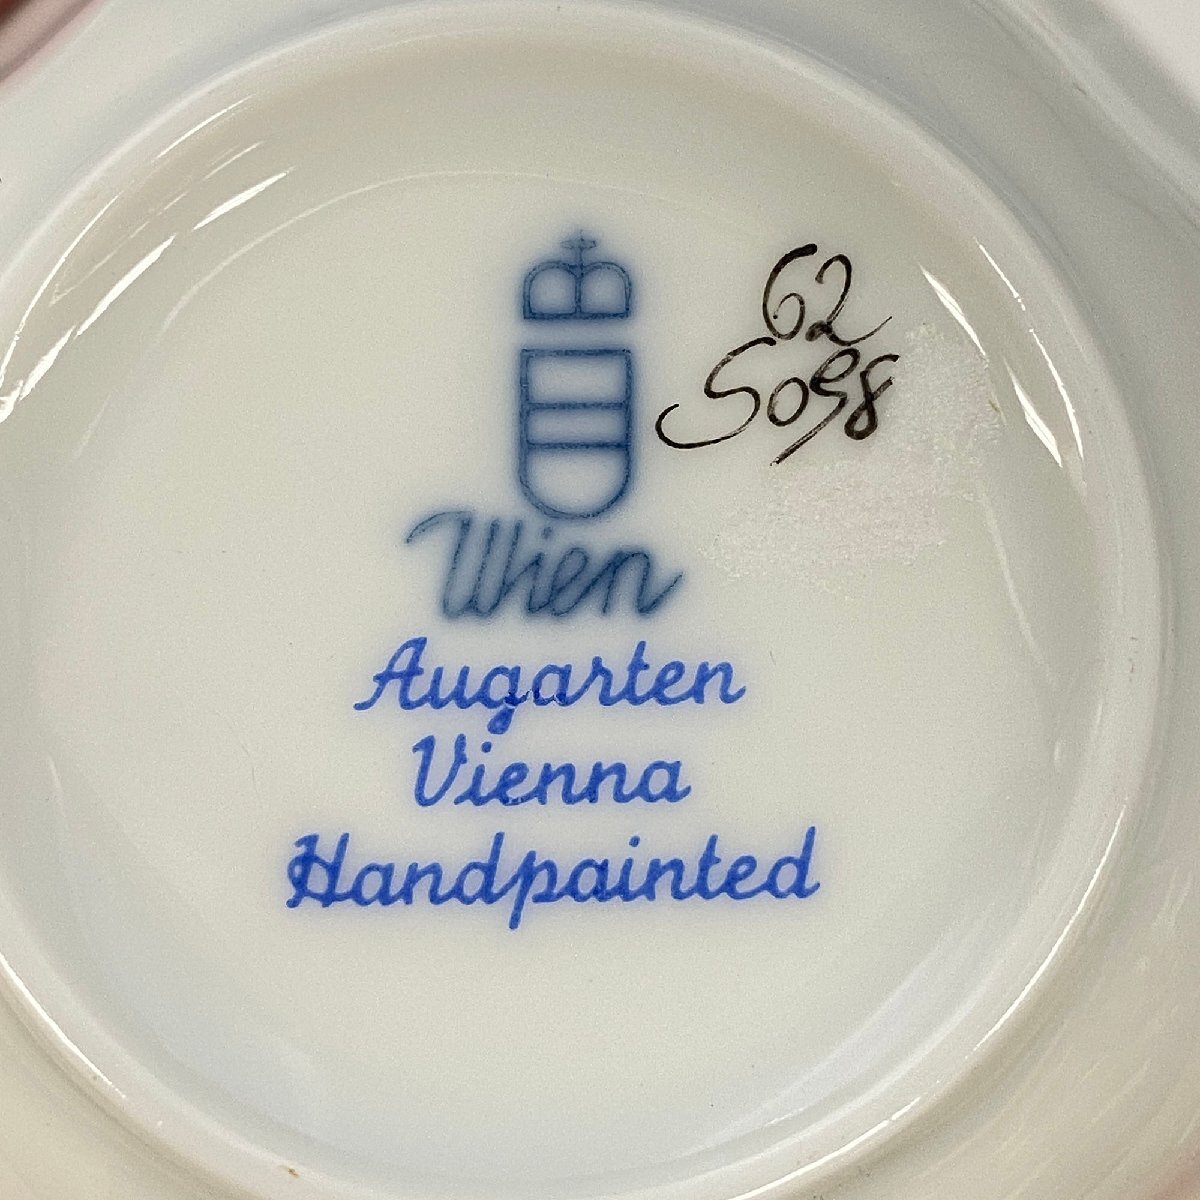 62
5098
Wien
Augarten
Vienna
Handpainted